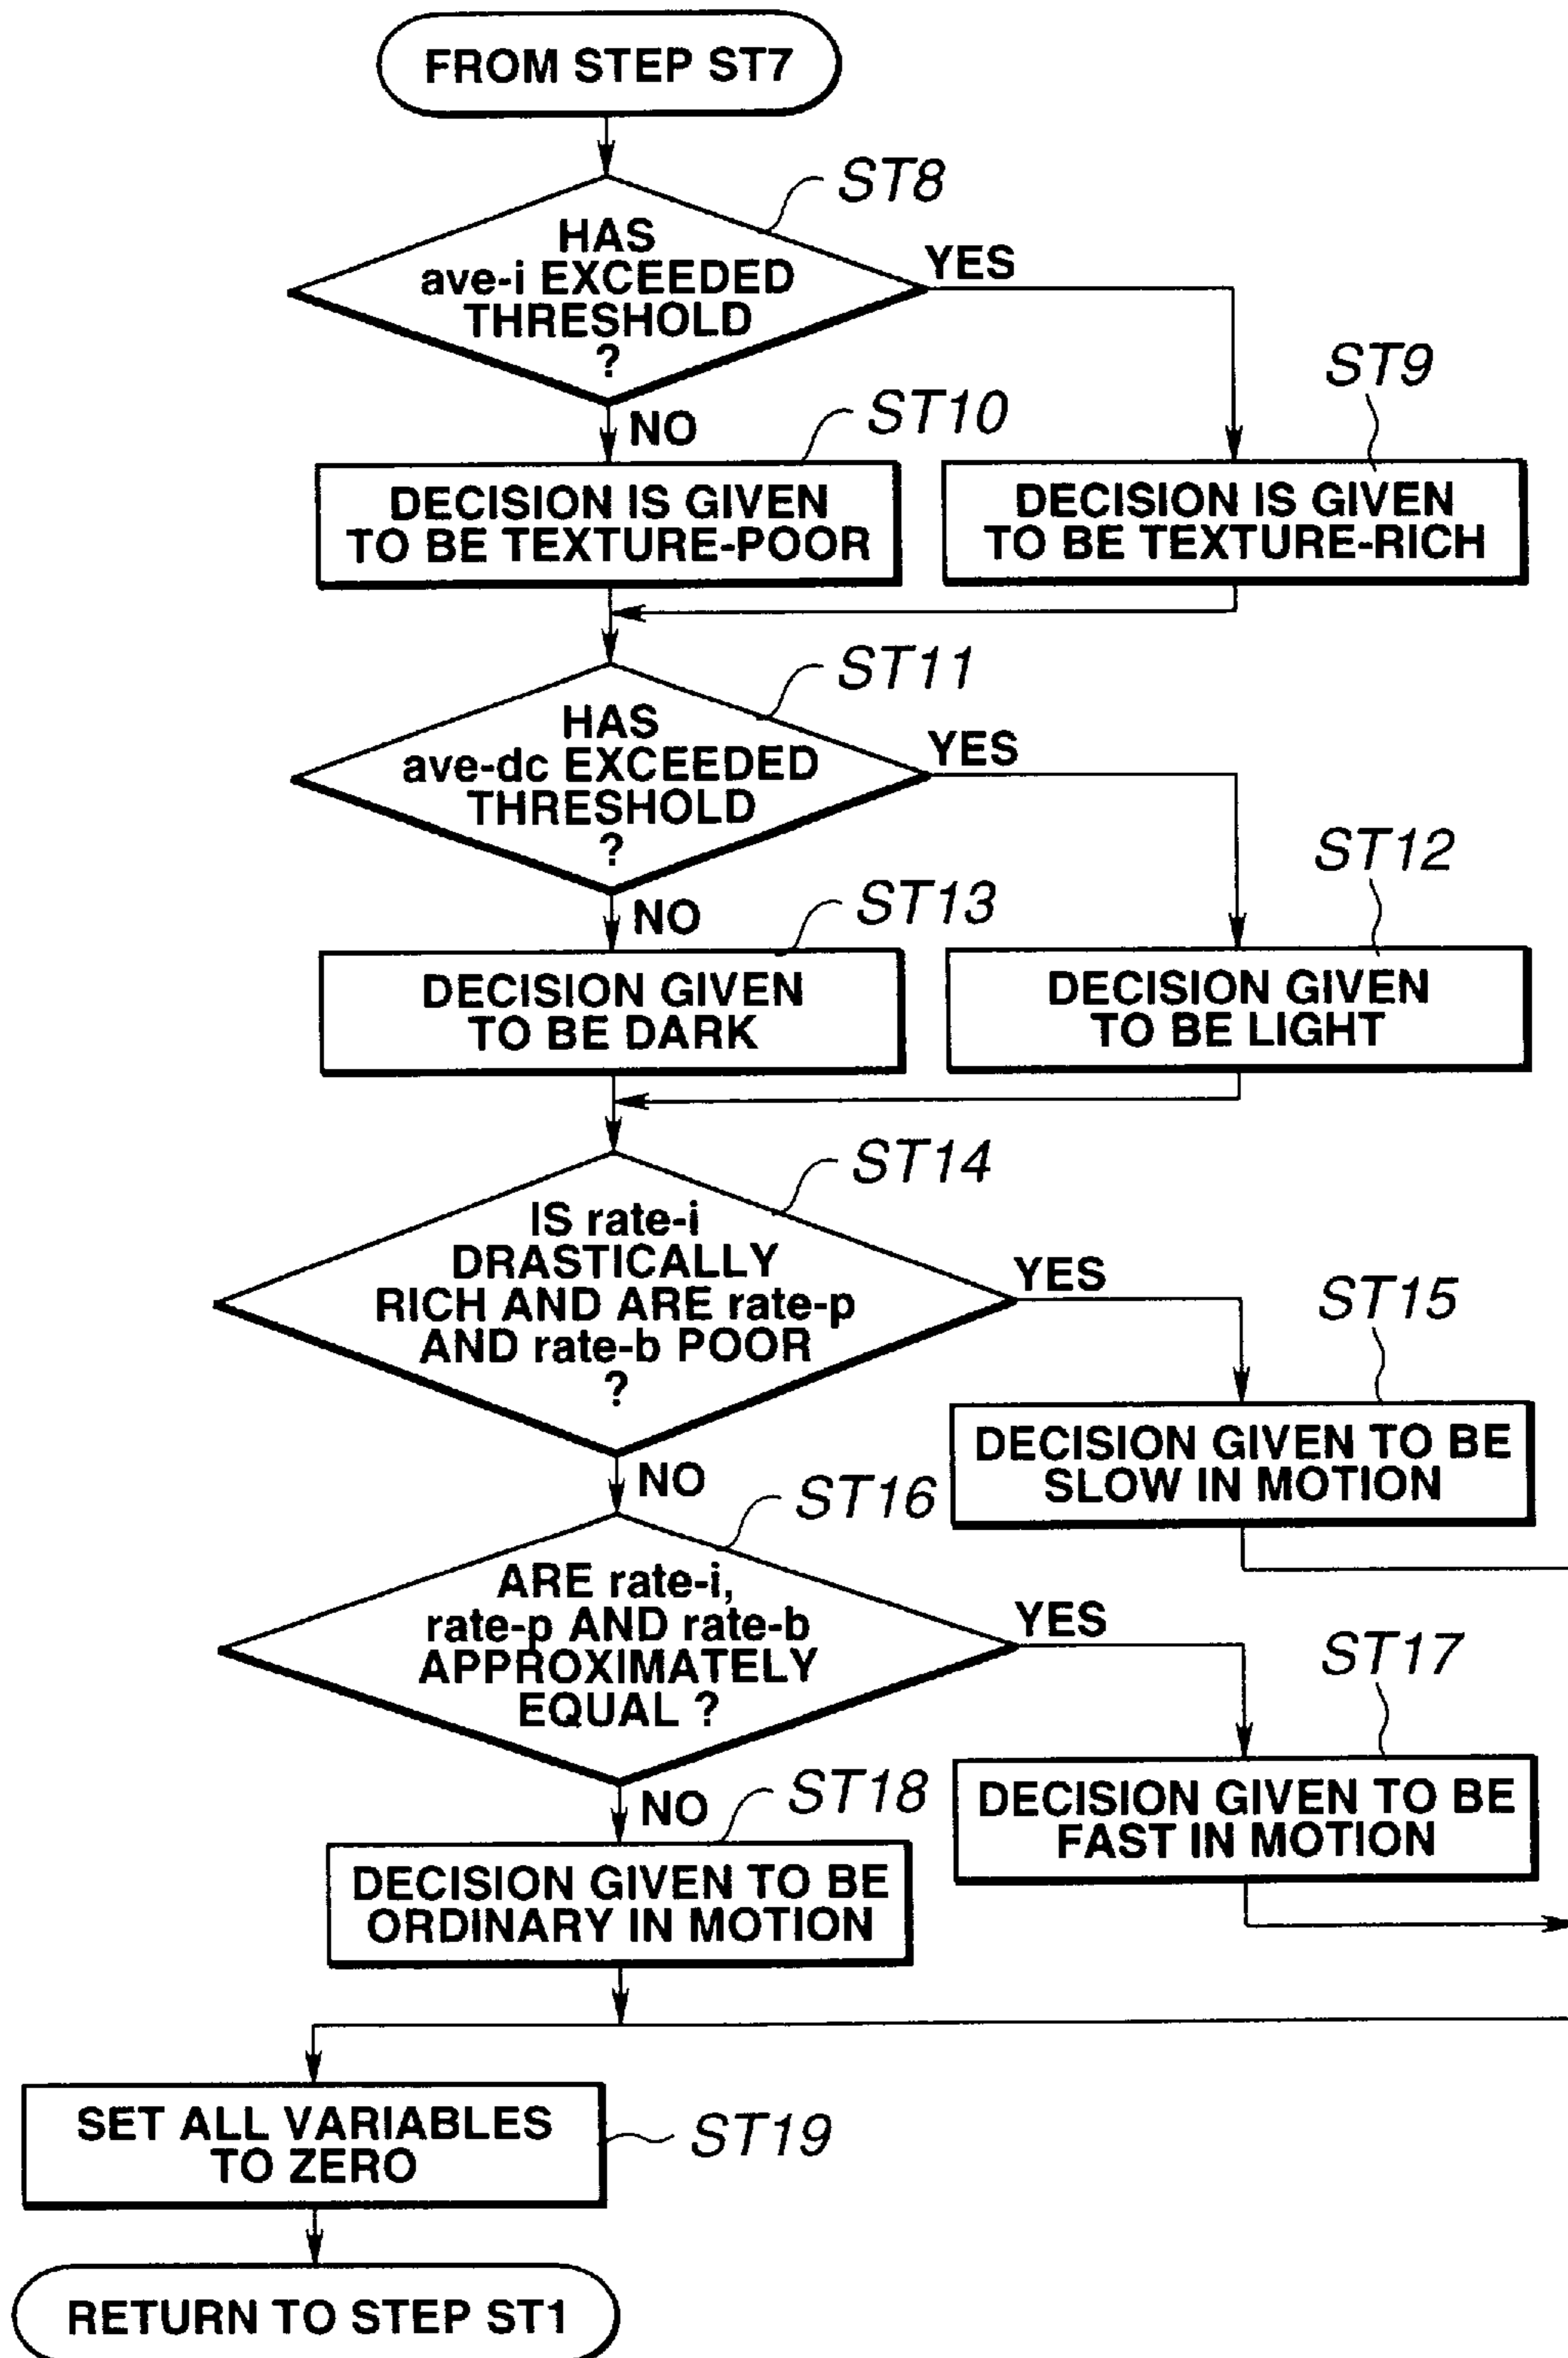 FROM STEP ST7
ST8
HAS
ave-i EXCEEDED
THRESHOLD
?
YES
NO
ST9
ST10
DECISION IS GIVEN
TO BE TEXTURE-POOR
DECISION IS GIVEN
TO BE TEXTURE-RICH
ST11
HAS
ave-dc EXCEEDED
THRESHOLD
?
YES
NO
ST12
ST13
DECISION GIVEN
TO BE DARK
DECISION GIVEN
TO BE LIGHT
ST14
IS rate-i
DRASTICALLY
RICH AND ARE rate-p
AND rate-b POOR
?
YES
NO
ST15
DECISION GIVEN TO BE
SLOW IN MOTION
ST16
ARE rate-i,
rate-p AND rate-b
APPROXIMATELY
EQUAL ?
YES
NO
ST17
DECISION GIVEN TO BE
FAST IN MOTION
ST18
DECISION GIVEN TO BE
ORDINARY IN MOTION
SET ALL VARIABLES
TO ZERO
ST19
RETURN TO STEP ST1